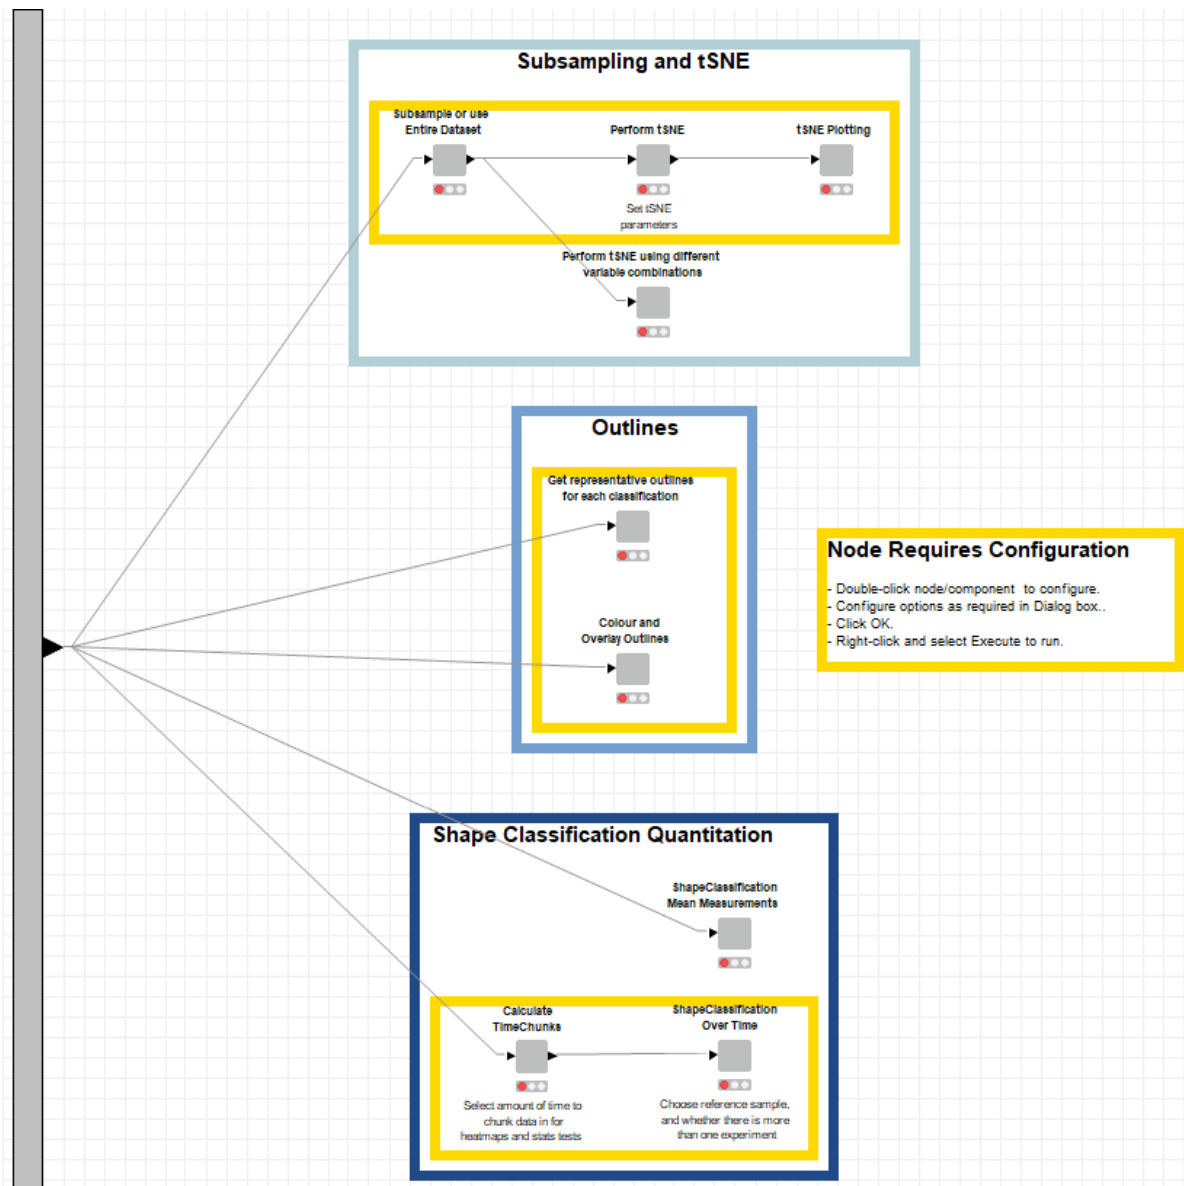 Subsampling and tSNE
Subsample or use
Entire Dataset
Perform tSNE
tSNE Plotting
Set tSNE
parameters
Perform tSNE using different
variable combinations
Outlines
Get representative outlines
for each classification
Colour and
Overlay Outlines
Node Requires Configuration
- Double-click node/component to configure.
- Configure options as required in Dialog box..
- Click OK.
- Right-click and select Execute to run.
Shape Classification Quantitation
ShapeClassification
Mean Measurements
Calculate
TimeChunks
Select amount of time to
chunk data in for
heatmaps and stats tests
ShapeClassification
Over Time
Choose reference sample,
and whether there is more
than one experiment